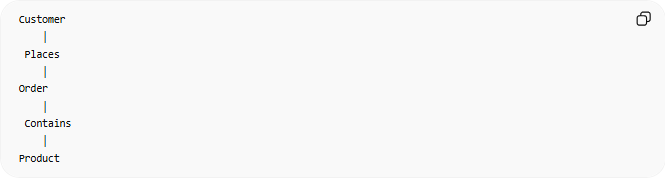 Customer
|
Places
|
Order
|
Contains
|
Product